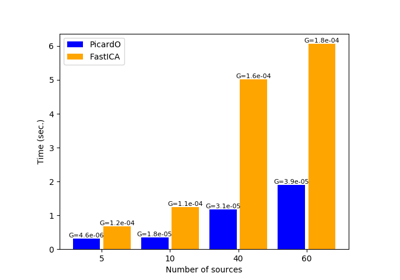 PicardO
FastICA
G=4.6e-06
G=1.2e-04
G=1.8e-05
G=1.1e-04
G=3.1e-05
G=1.6e-04
G=3.9e-05
G=1.8e-04
6
5
4
3
2
1
0
Time (sec.)
5
10
40
60
Number of sources